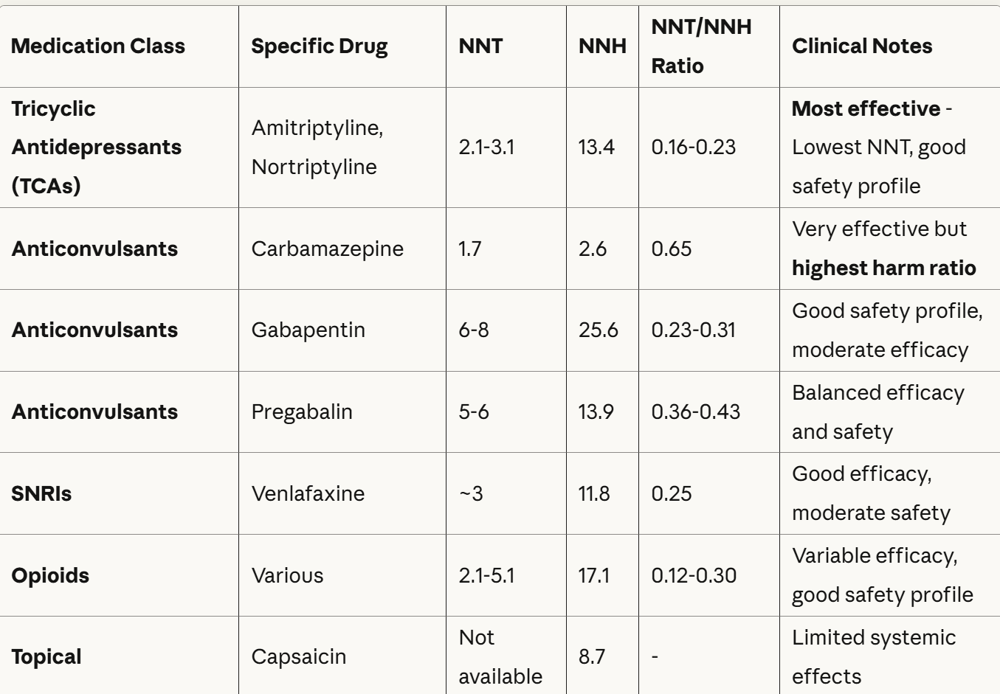 Medication Class
Specific Drug
NNT
NNH
NNT/NNH
Ratio
Clinical Notes
Tricyclic
Antidepressants
(TCAs)
Amitriptyline,
Nortriptyline
2.1-3.1
13.4
0.16-0.23
Most effective -
Lowest NNT, good
safety profile
Anticonvulsants
Carbamazepine
1.7
2.6
0.65
Very effective but
highest harm ratio
Anticonvulsants
Gabapentin
6-8
25.6
0.23-0.31
Good safety profile,
moderate efficacy
Anticonvulsants
Pregabalin
5-6
13.9
0.36-0.43
Balanced efficacy
and safety
SNRIs
Venlafaxine
~3
11.8
0.25
Good efficacy,
moderate safety
Opioids
Various
2.1-5.1
17.1
0.12-0.30
Variable efficacy,
good safety profile
Topical
Capsaicin
Not
available
8.7
-
Limited systemic
effects